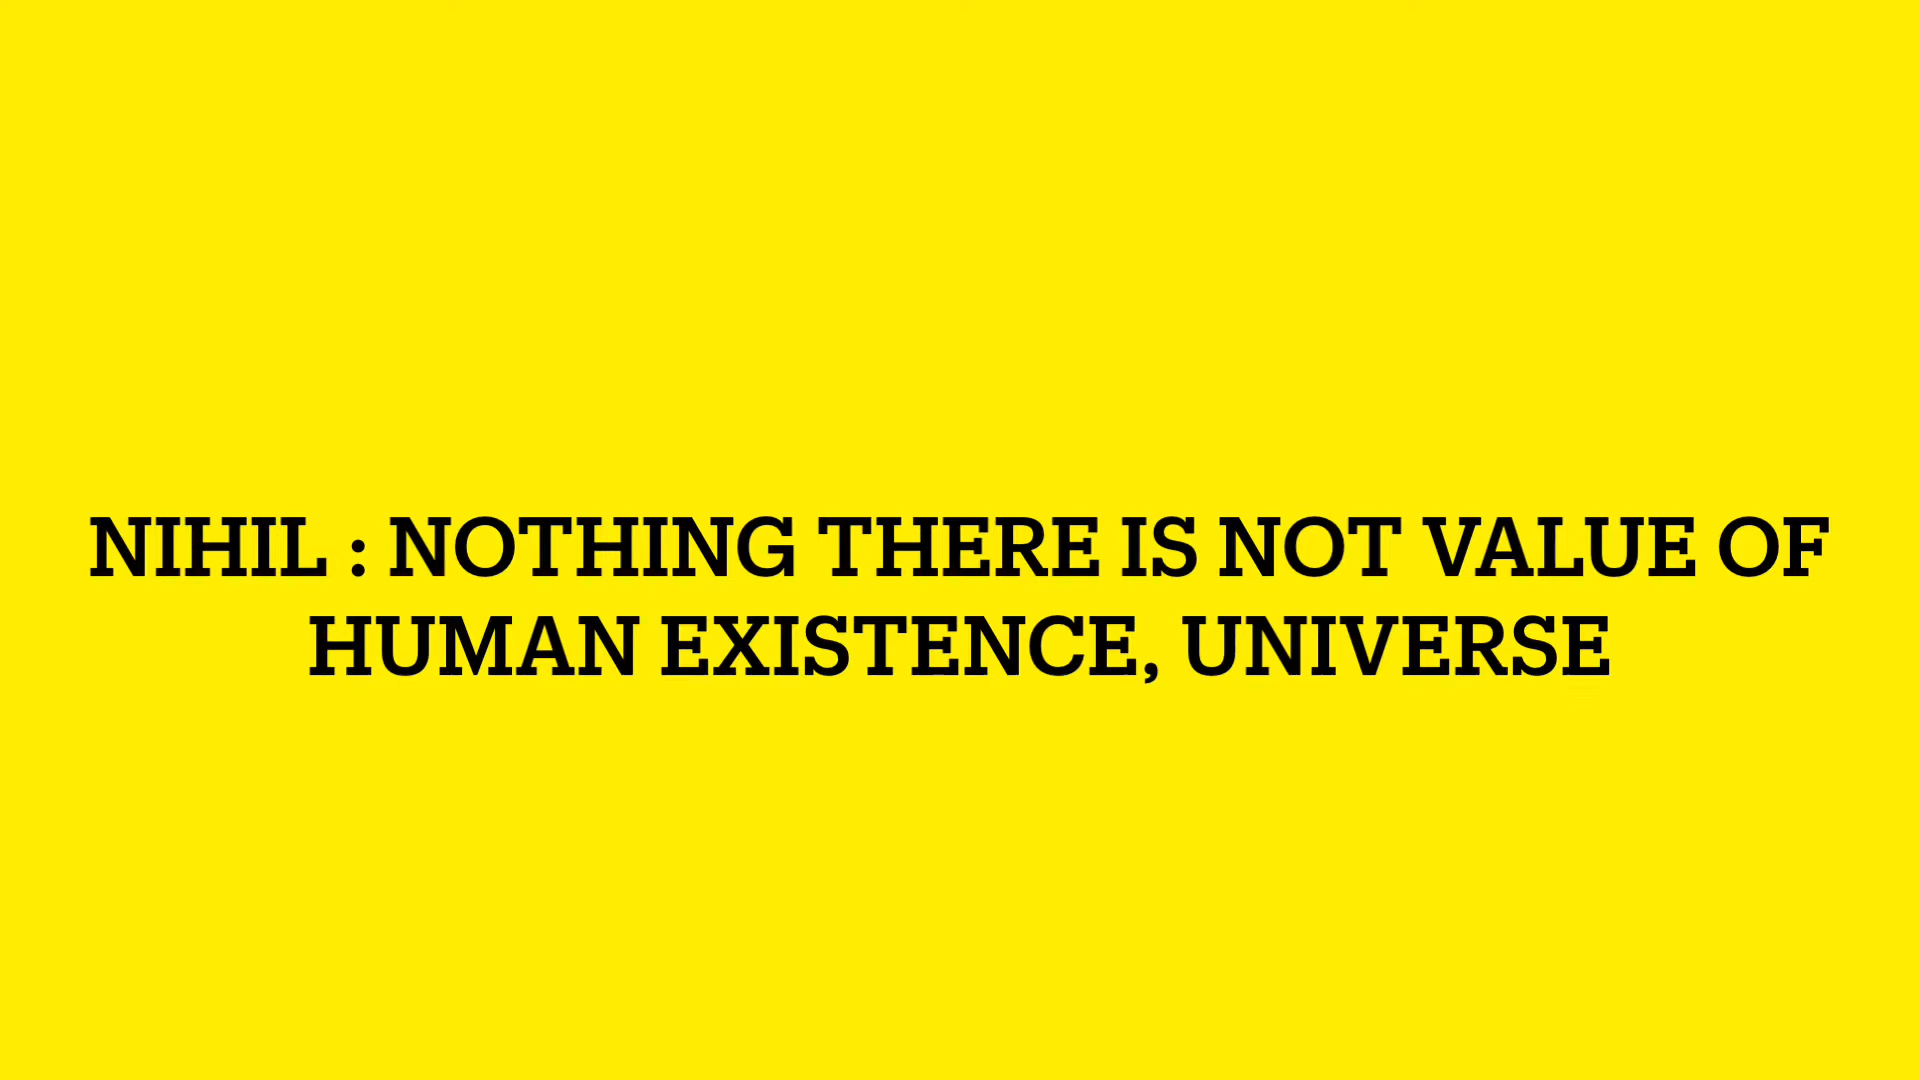 NIHIL : NOTHING THERE IS NOT VALUE OF
HUMAN EXISTENCE, UNIVERSE